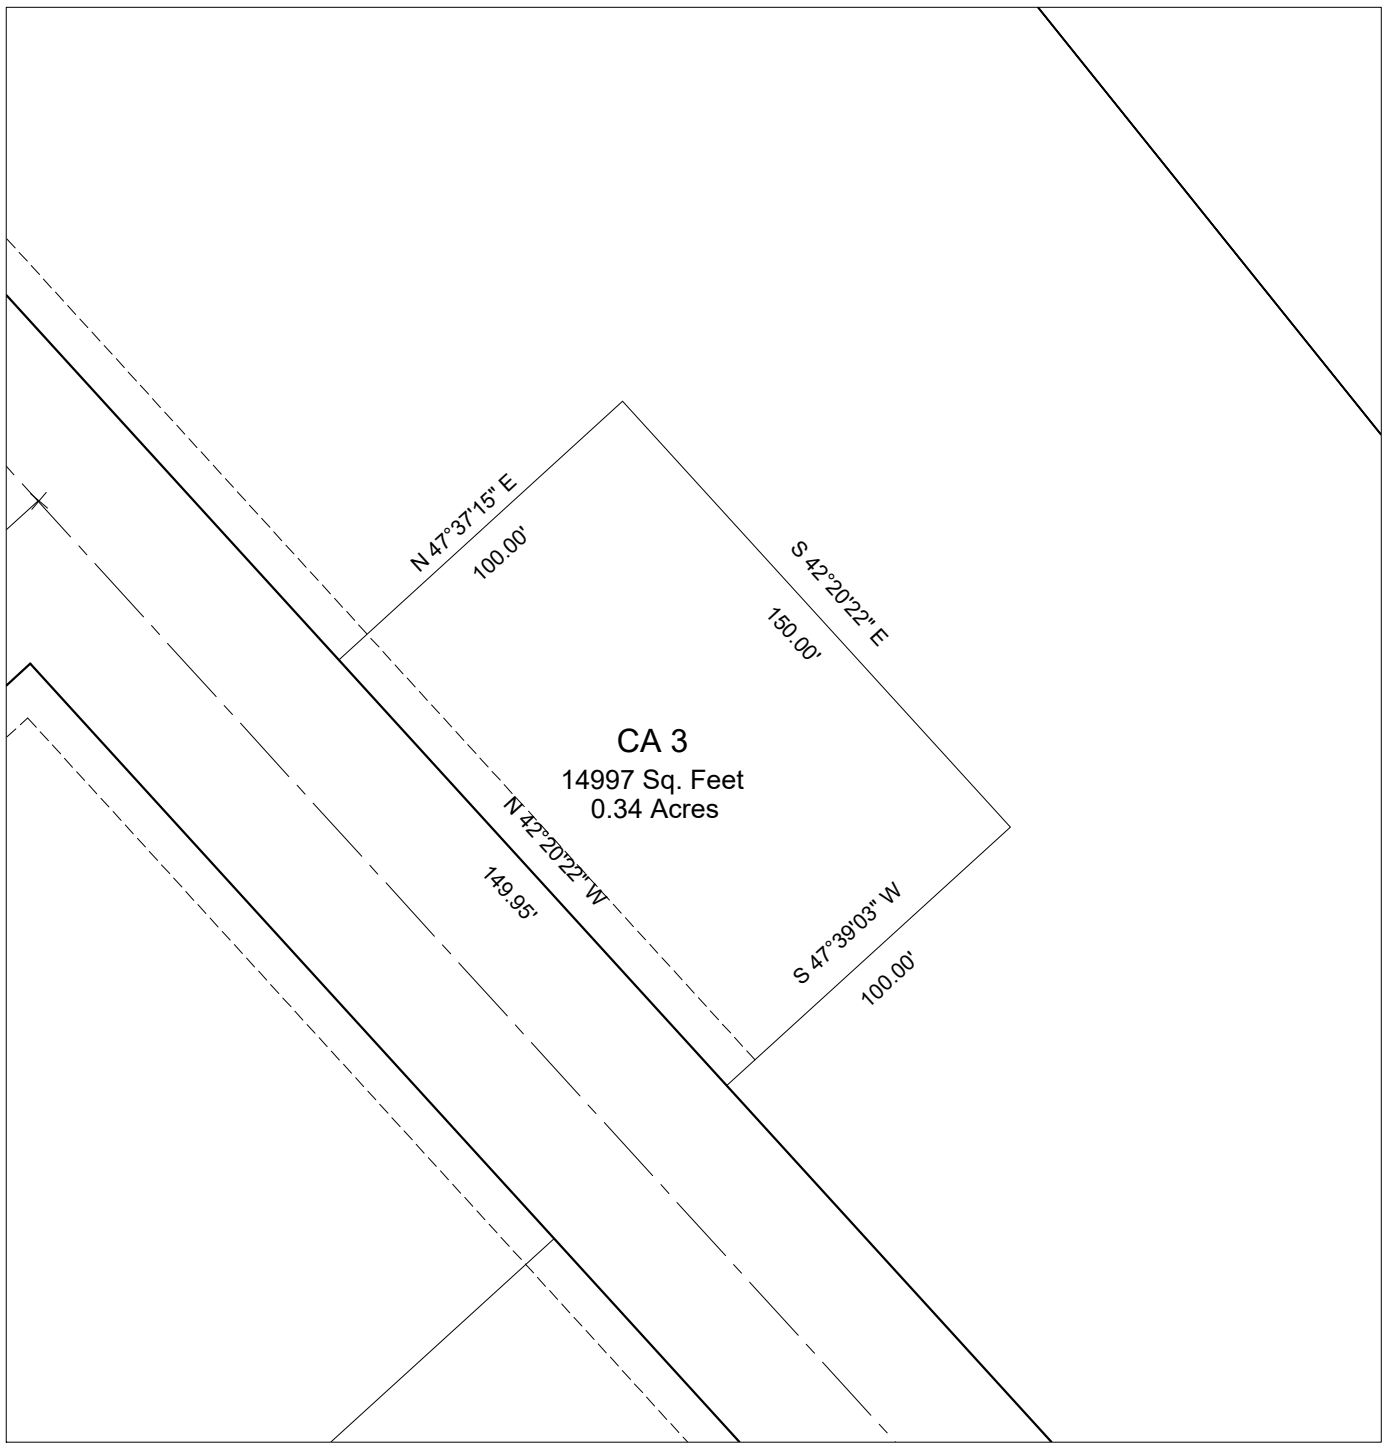 N 47°37'15" E
100.00'
S 42°20'22" E
150.00'
CA 3
14997 Sq. Feet
0.34 Acres
N 42°20'22" W
149.95'
S 47°39'03" W
100.00'